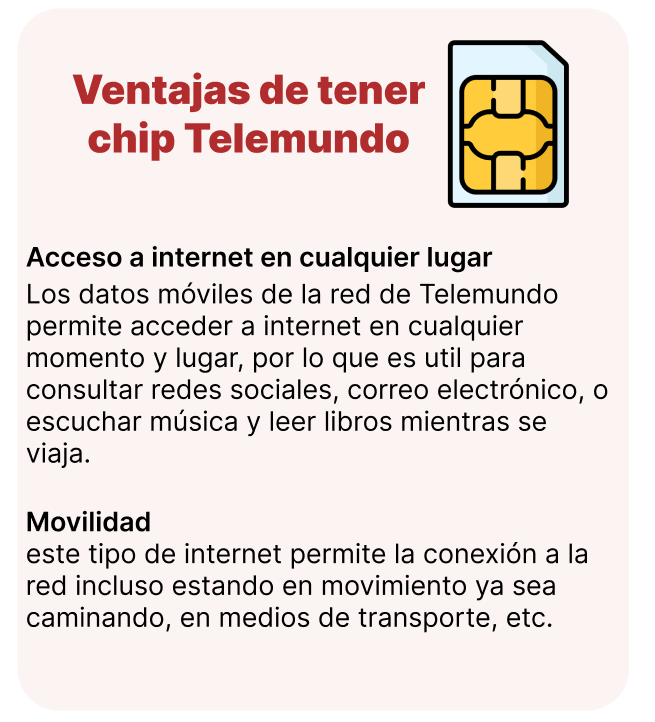 Ventajas de tener
chip Telemundo
Acceso a internet en cualquier lugar
Los datos móviles de la red de Telemundo
permite acceder a internet en cualquier
momento y lugar, por lo que es util para
consultar redes sociales, correo electrónico, o
escuchar música y leer libros mientras se
viaja.
Movilidad
este tipo de internet permite la conexión a la
red incluso estando en movimiento ya sea
caminando, en medios de transporte, etc.